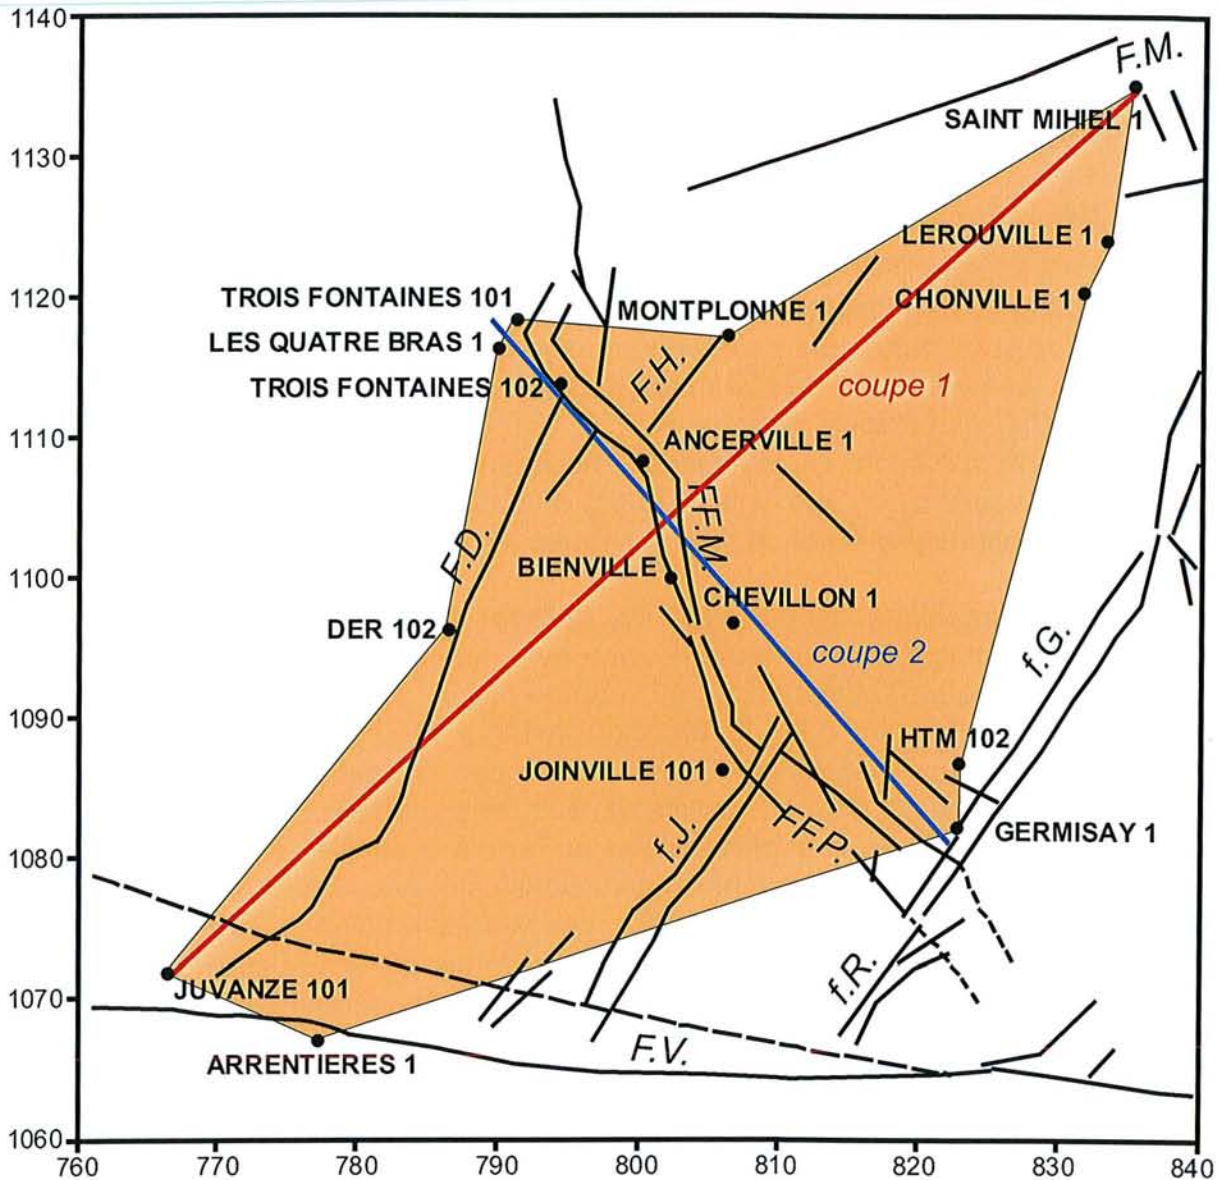 1140
F.M.
SAINT MIHIEL 1
1130
LEROUVILLE 1
1120
TROIS FONTAINES 101
MONTPLONNE 1
CHONVILLE 1
LES QUATRE BRAS 1
TROIS FONTAINES 102
F.H.
coupe 1
1110
ANCERVILLE 1
FF.M.
F.D.
1100
BIENVILLE
CHEVILLON 1
DER 102
coupe 2
f.G.
1090
HTM 102
JOINVILLE 101
FF.P.
GERMISAY 1
f.J.
1080
JUVANZE 101
f.R.
1070
F.V.
ARRENTIERES 1
1060
760 770 780 790 800 810 820 830 840